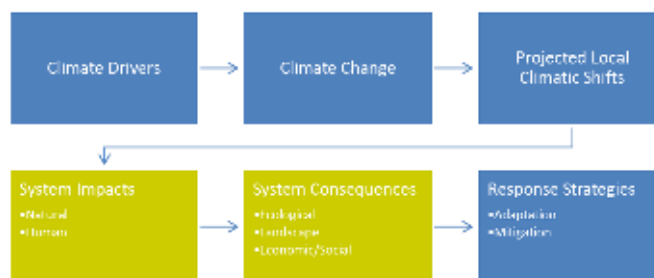 Climate Drivers
Climate Change
Projected Local
Climatic Shifts
System Impacts
•Natural
•Human
System Consequences
•Ecological
•Landscape
•Economic/Social
Response Strategies
•Adaptation
•Mitigation